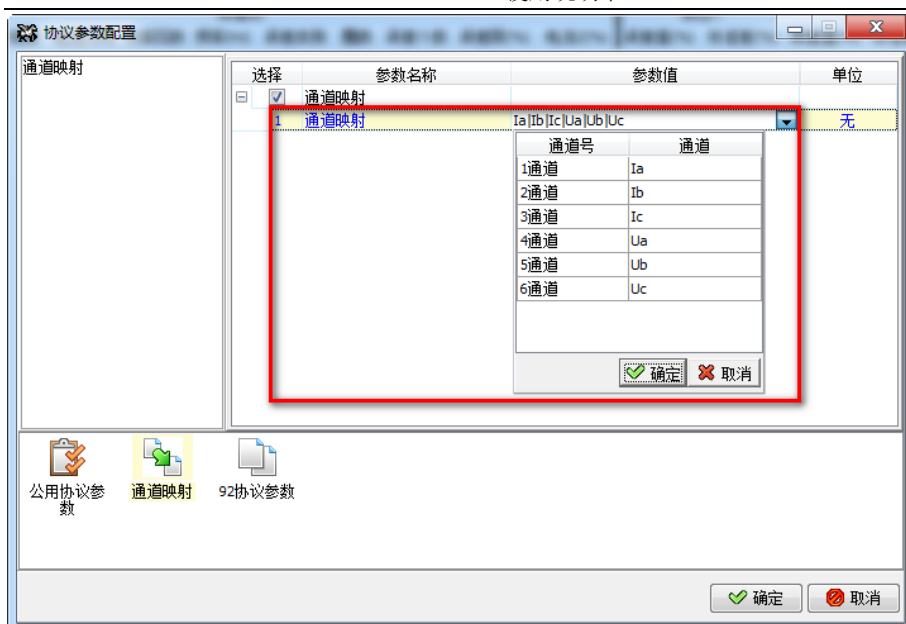 协议参数配置
通道映射
选择 参数名称 参数值 单位
通道映射
1 通道映射 Ia|Ib|Ic|Ua|Ub|Uc 无
通道号 通道
1通道 Ia
2通道 Ib
3通道 Ic
4通道 Ua
5通道 Ub
6通道 Uc
确定 取消
公用协议参数 通道映射 92协议参数
确定 取消